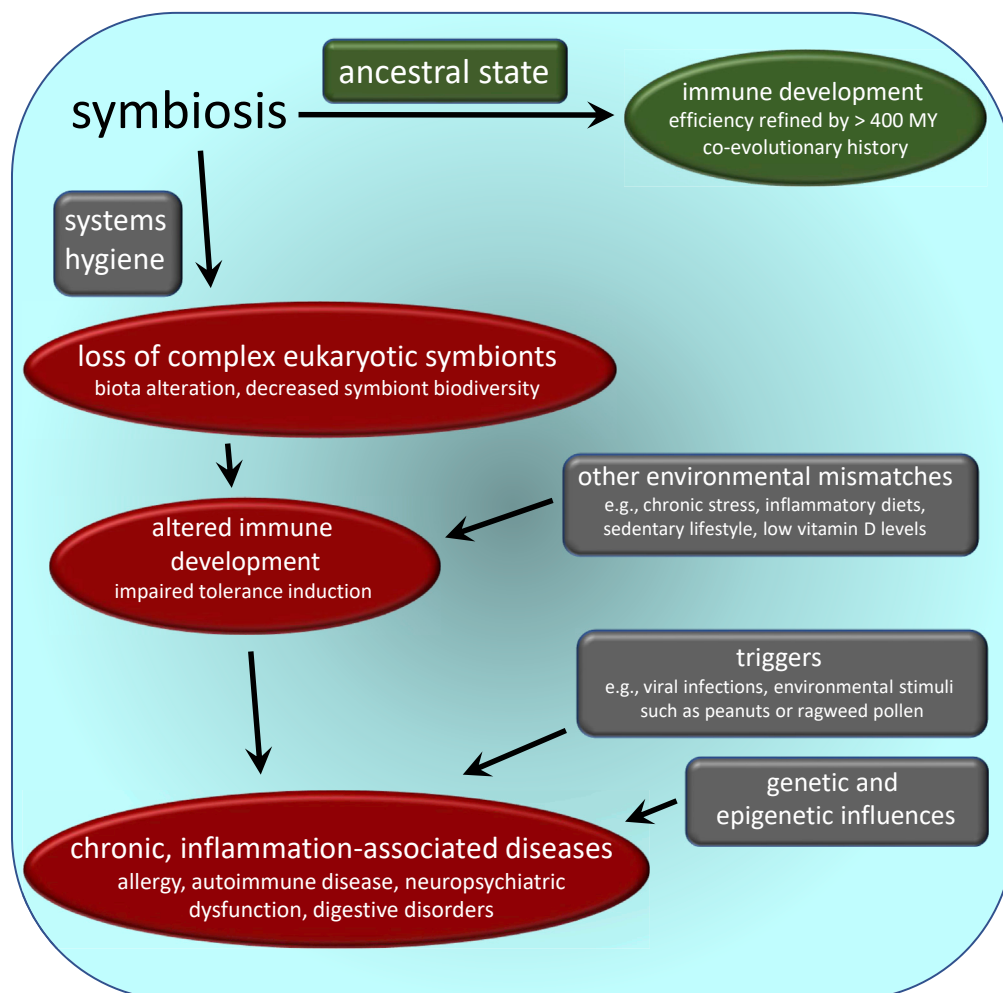 ancestral state
symbiosis
immune development
efficiency refined by > 400 MY
co-evolutionary history
systems
hygiene
loss of complex eukaryotic symbionts
biota alteration, decreased symbiont biodiversity
other environmental mismatches
e.g., chronic stress, inflammatory diets,
sedentary lifestyle, low vitamin D levels
altered immune
development
impaired tolerance induction
triggers
e.g., viral infections, environmental stimuli
such as peanuts or ragweed pollen
genetic and
epigenetic influences
chronic, inflammation-associated diseases
allergy, autoimmune disease, neuropsychiatric
dysfunction, digestive disorders